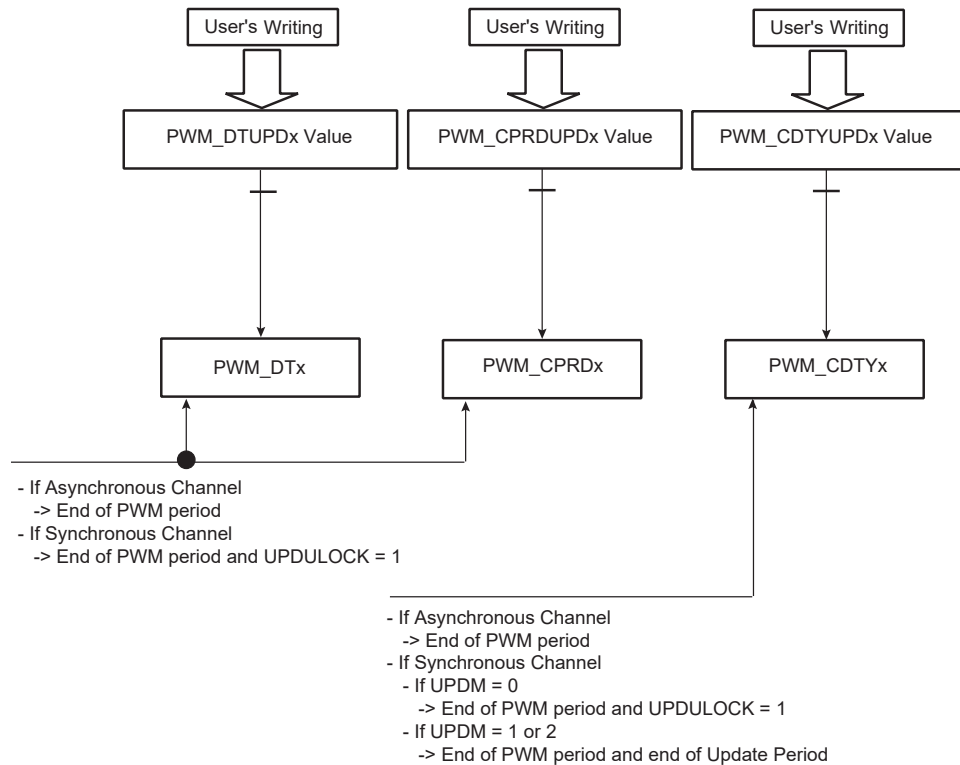 User's Writing
User's Writing
User's Writing
PWM_DTUPDx Value
PWM_CPRDUPDx Value
PWM_CDTYUPDx Value
PWM_DTx
PWM_CPRDx
PWM_CDTYx
- If Asynchronous Channel
-> End of PWM period
- If Synchronous Channel
-> End of PWM period and UPDULOCK = 1
- If Asynchronous Channel
-> End of PWM period
- If Synchronous Channel
- If UPDM = 0
-> End of PWM period and UPDULOCK = 1
- If UPDM = 1 or 2
-> End of PWM period and end of Update Period